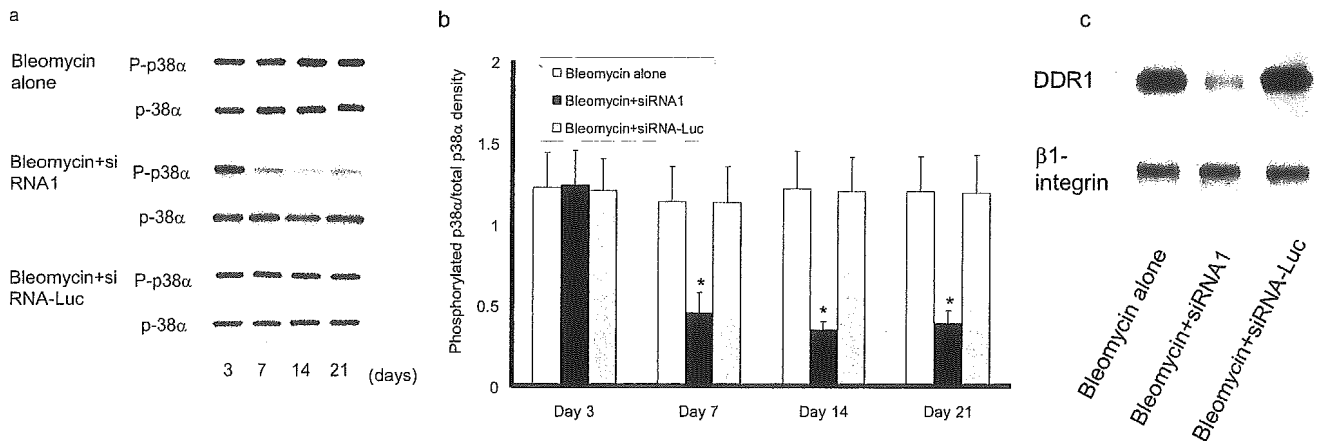 a
Bleomycin
alone
P-p38α
p-38α
Bleomycin+si
RNA1
P-p38α
p-38α
Bleomycin+si
RNA-Luc
P-p38α
p-38α
3 7 14 21 (days)
b
Phosphorylated p38α/total p38α density
2
1.5
1
0.5
0
Bleomycin alone
Bleomycin+siRNA1
Bleomycin+siRNA-Luc
* * *
Day 3 Day 7 Day 14 Day 21
c
DDR1
β1-
integrin
Bleomycin alone
Bleomycin+siRNA1
Bleomycin+siRNA-Luc